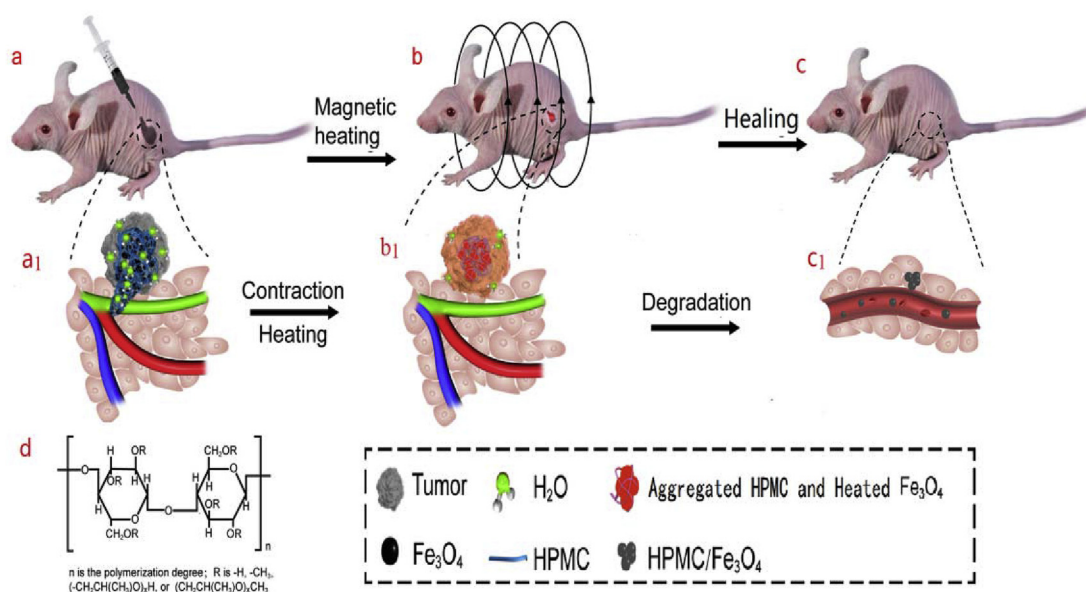 a
b
c
Magnetic
heating
Healing
a1
b1
c1
Contraction
Heating
Degradation
d
CH₂OR
H
OR
H
H
O
O
H
OR
H
H
O
H
OR
H
O
H
H
CH₂OR
H
OR
n
n is the polymerization degree; R is -H, -CH₃,
(-CH₂CH(CH₃)O)ₓH, or (CH₂CH(CH₃)O)ₓCH₃
Tumor
H₂O
Aggregated HPMC and Heated Fe₃O₄
Fe₃O₄
HPMC
HPMC/Fe₃O₄